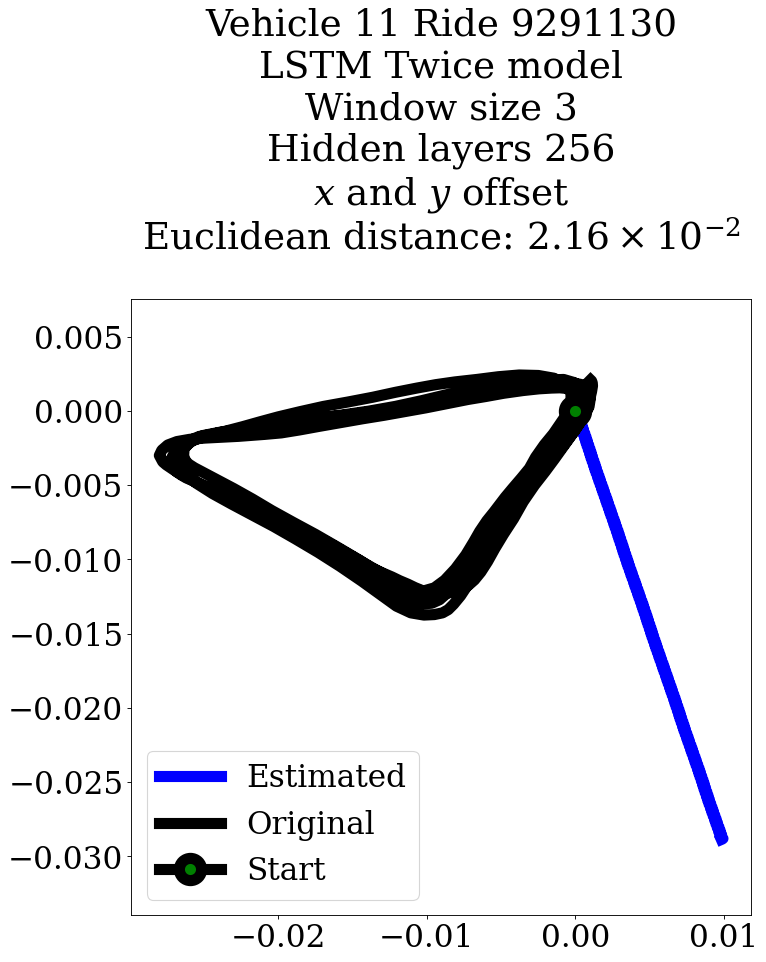 Vehicle 11 Ride 9291130
LSTM Twice model
Window size 3
Hidden layers 256
x and y offset
Euclidean distance: 2.16 × 10⁻²
0.005
0.000
−0.005
−0.010
−0.015
−0.020
−0.025
−0.030
Estimated
Original
Start
−0.02 −0.01 0.00 0.01